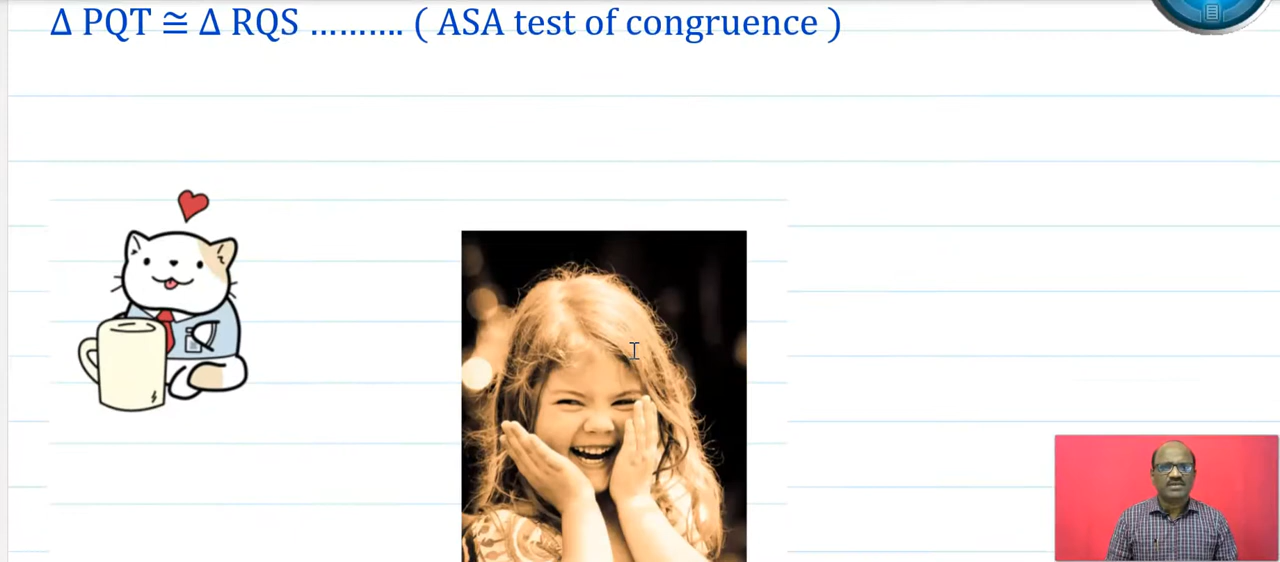 Δ PQT ≅ Δ RQS .......... ( ASA test of congruence )